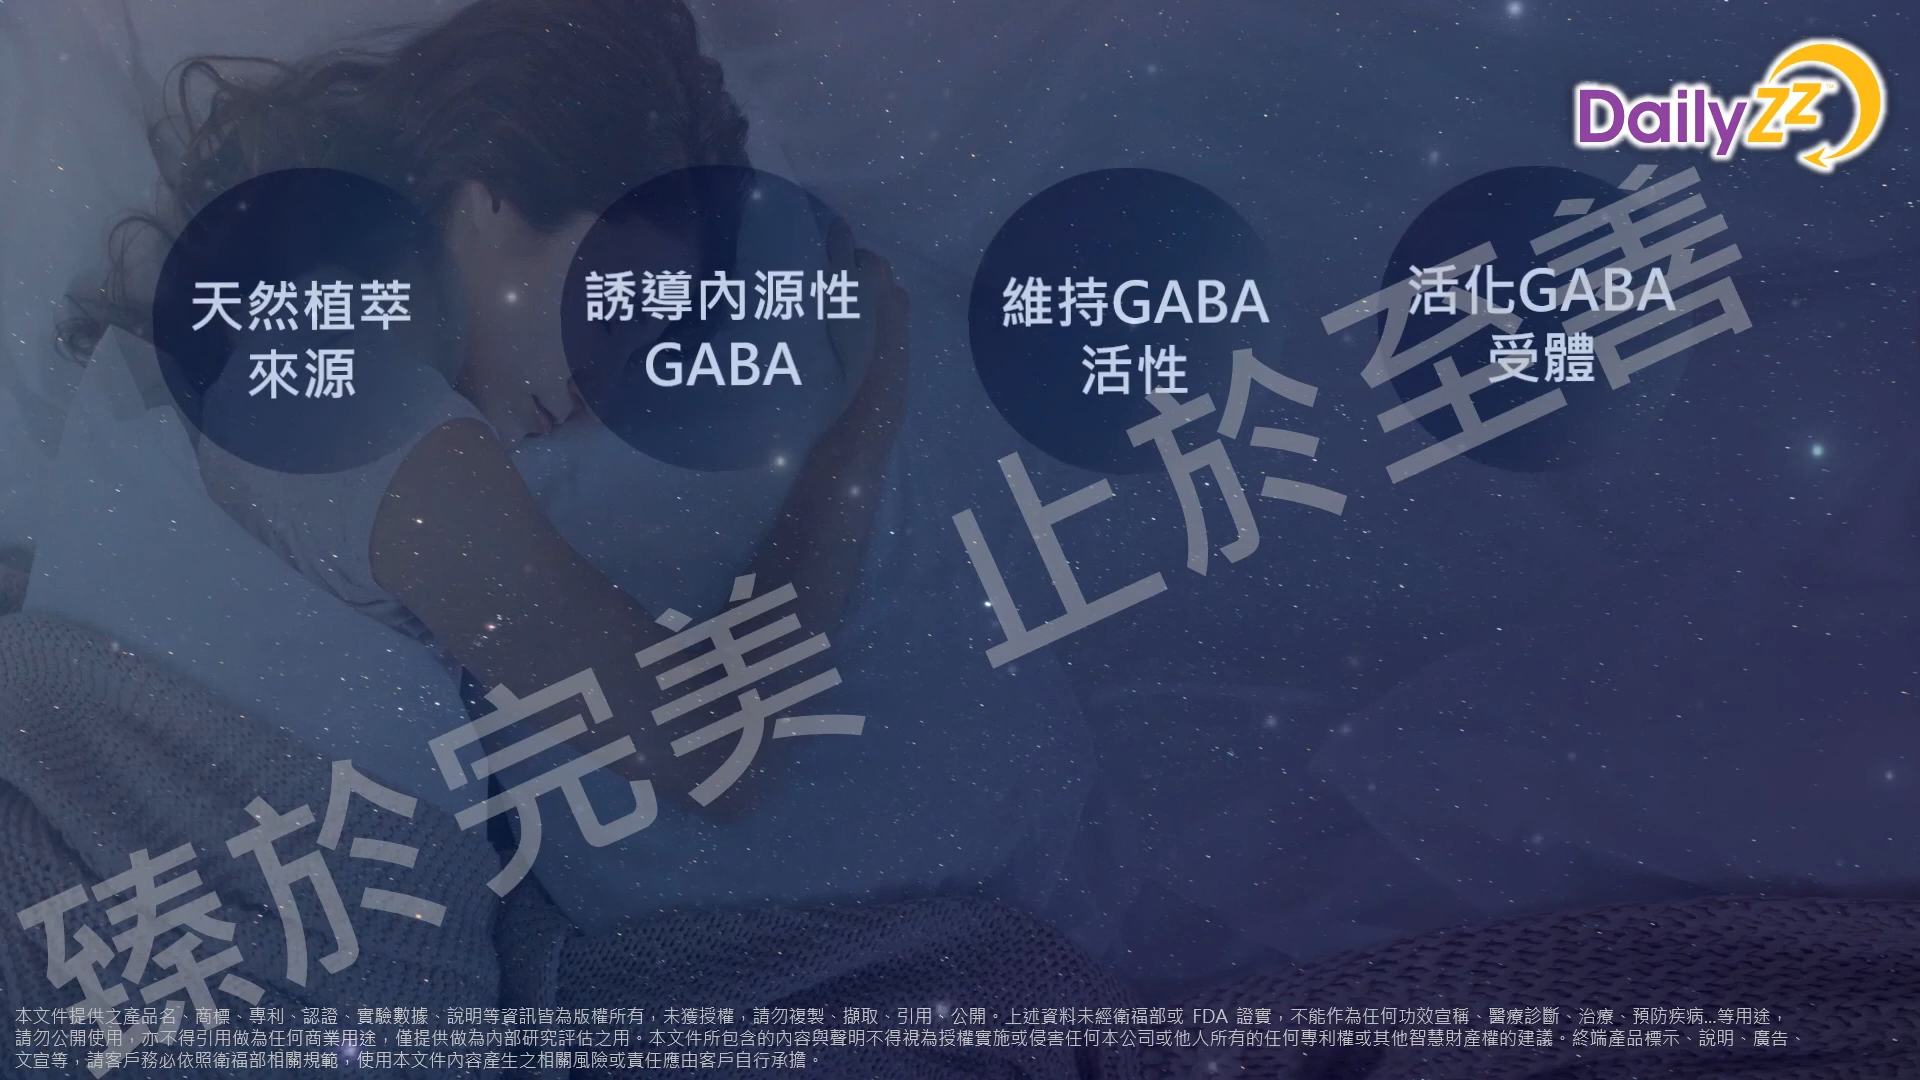 DailyZz™
天然植萃
來源
誘導內源性
GABA
維持GABA
活性
活化GABA
受體
臻於完美 止於至善
本文件提供之產品名、商標、專利、認證、實驗數據、說明等資訊皆為版權所有，未獲授權，請勿複製、擷取、引用、公開。上述資料未經衛福部或 FDA 證實，不能作為任何功效宣稱、醫療診斷、治療、預防疾病...等用途，
請勿公開使用，亦不得引用做為任何商業用途，僅提供做為內部研究評估之用。本文件所包含的內容與聲明不得視為授權實施或侵害任何本公司或他人所有的任何專利權或其他智慧財產權的建議。終端產品標示、說明、廣告、
文宣等，請客戶務必依照衛福部相關規範，使用本文件內容產生之相關風險或責任應由客戶自行承擔。